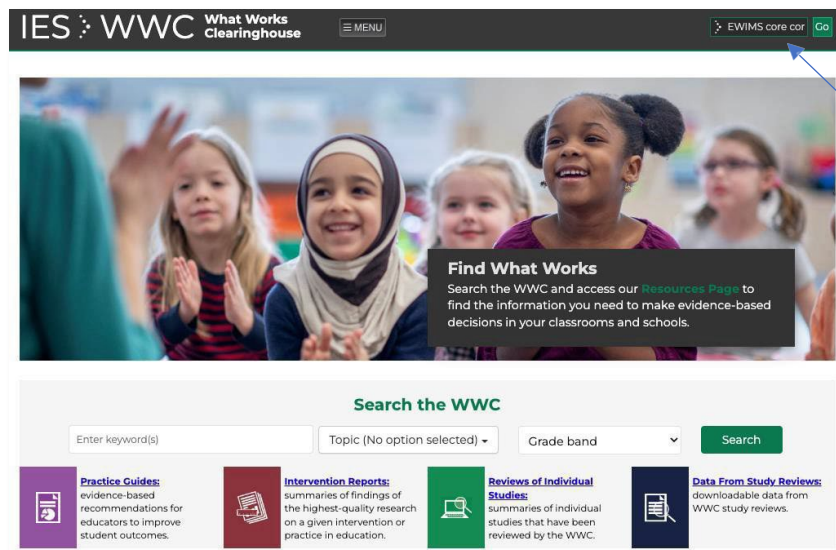 IES WWC What Works Clearinghouse
☰ MENU
EWIMS core cor Go
Find What Works
Search the WWC and access our Resources Page to
find the information you need to make evidence-based
decisions in your classrooms and schools.
Search the WWC
Enter keyword(s)
Topic (No option selected)
Grade band
Search
Practice Guides:
evidence-based
recommendations for
educators to improve
student outcomes.
Intervention Reports:
summaries of findings of
the highest-quality research
on a given intervention or
practice in education.
Reviews of Individual
Studies:
summaries of individual
studies that have been
reviewed by the WWC.
Data From Study Reviews:
downloadable data from
WWC study reviews.